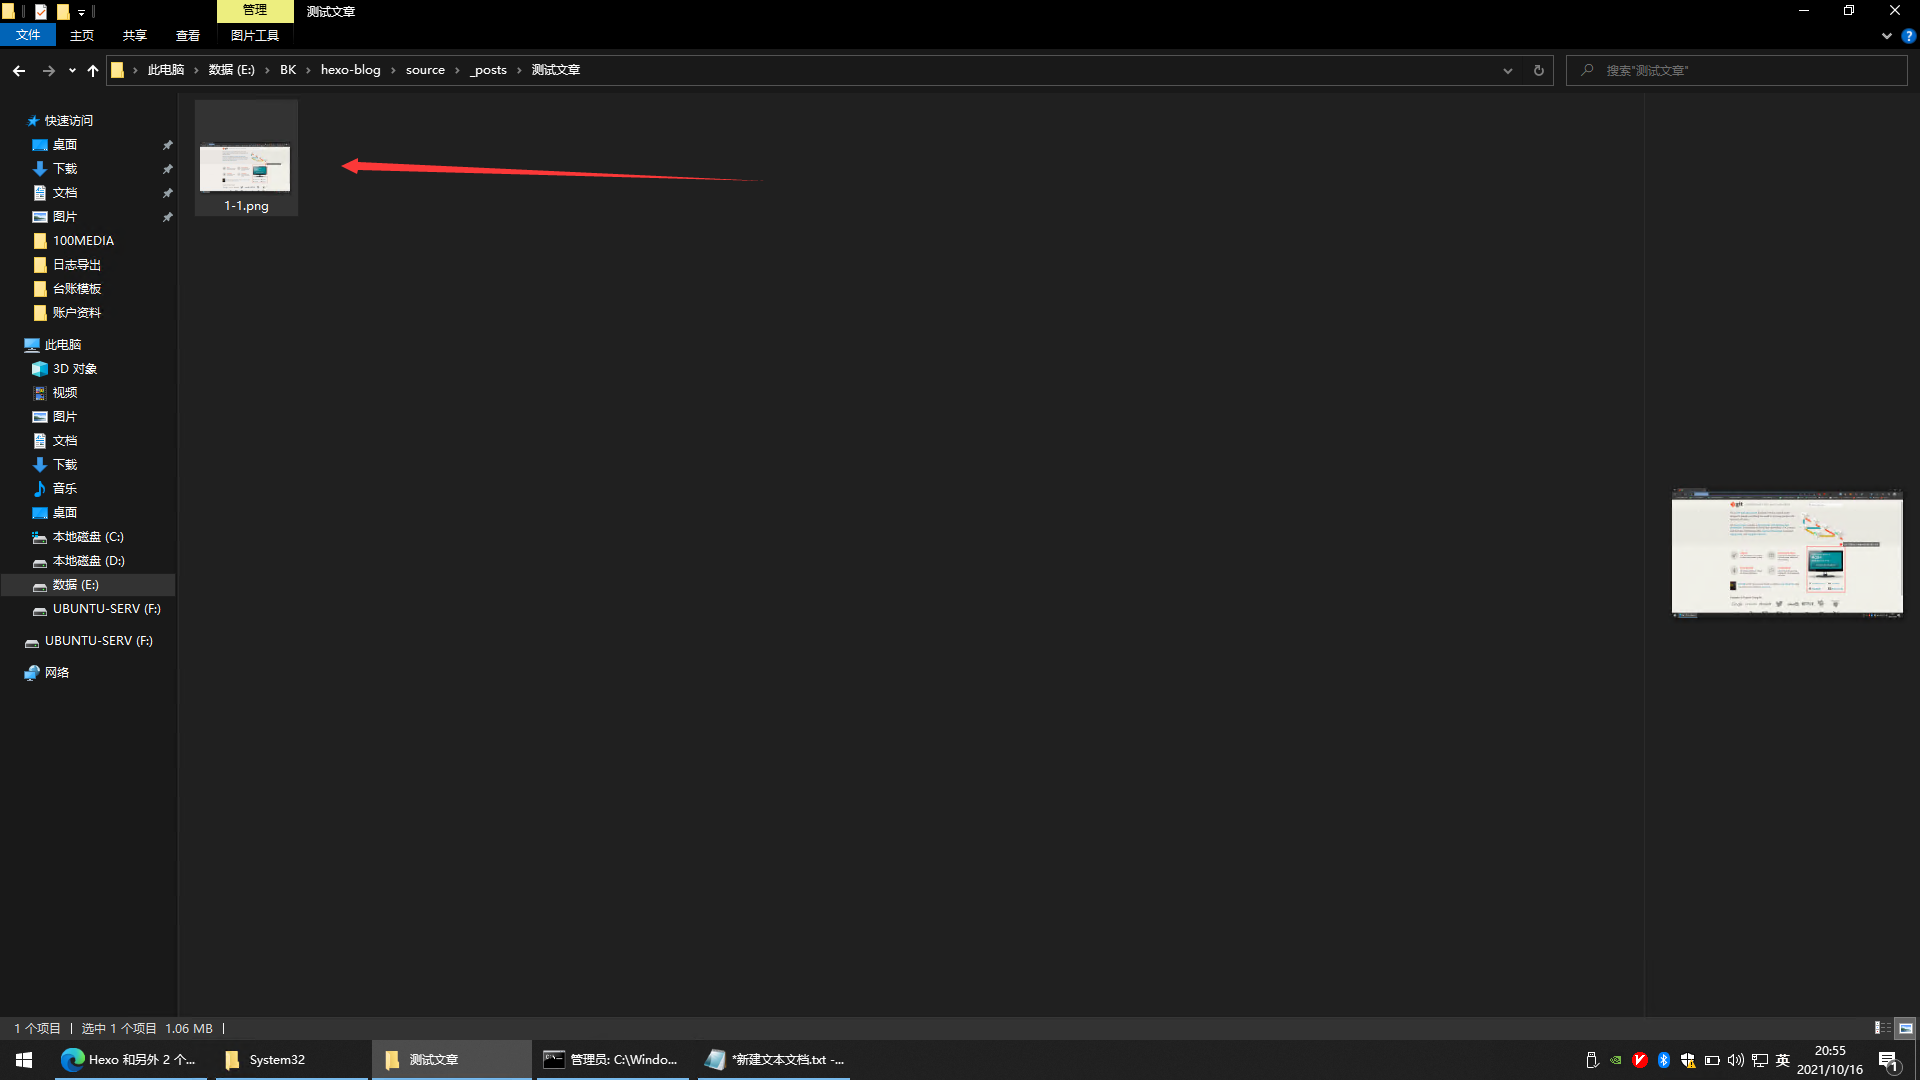 管理
测试文章
文件
主页
共享
查看
图片工具
此电脑 › 数据 (E:) › BK › hexo-blog › source › _posts › 测试文章
搜索"测试文章"
快速访问
桌面
下载
文档
图片
100MEDIA
日志导出
台账模板
账户资料
此电脑
3D 对象
视频
图片
文档
下载
音乐
桌面
本地磁盘 (C:)
本地磁盘 (D:)
数据 (E:)
UBUNTU-SERV (F:)
UBUNTU-SERV (F:)
网络
1-1.png
git
1 个项目
选中 1 个项目 1.06 MB
Hexo 和另外 2 个...
System32
测试文章
管理员: C:\Windo...
*新建文本文档.txt -...
英
20:55
2021/10/16
1